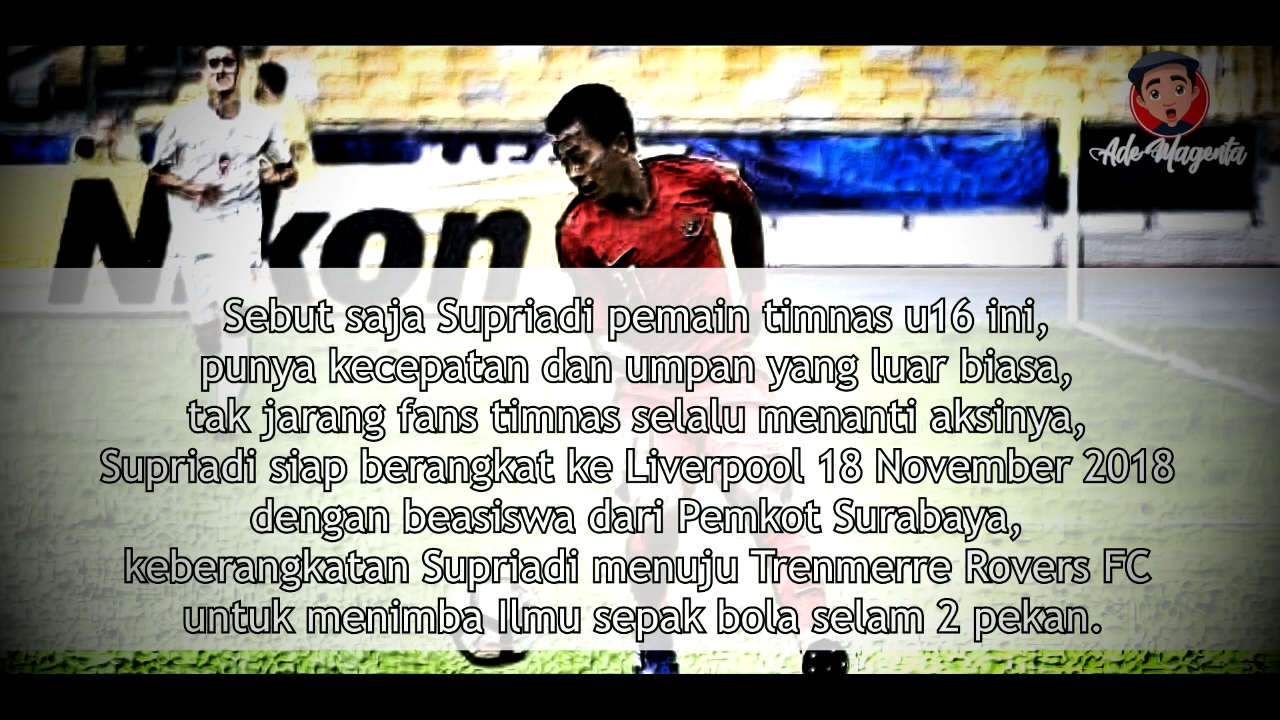 Ade Magenta
Nikon
Sebut saja Supriadi pemain timnas u16 ini,
punya kecepatan dan umpan yang luar biasa,
tak jarang fans timnas selalu menanti aksinya,
Supriadi siap berangkat ke Liverpool 18 November 2018
dengan beasiswa dari Pemkot Surabaya,
keberangkatan Supriadi menuju Trenmerre Rovers FC
untuk menimba Ilmu sepak bola selam 2 pekan.